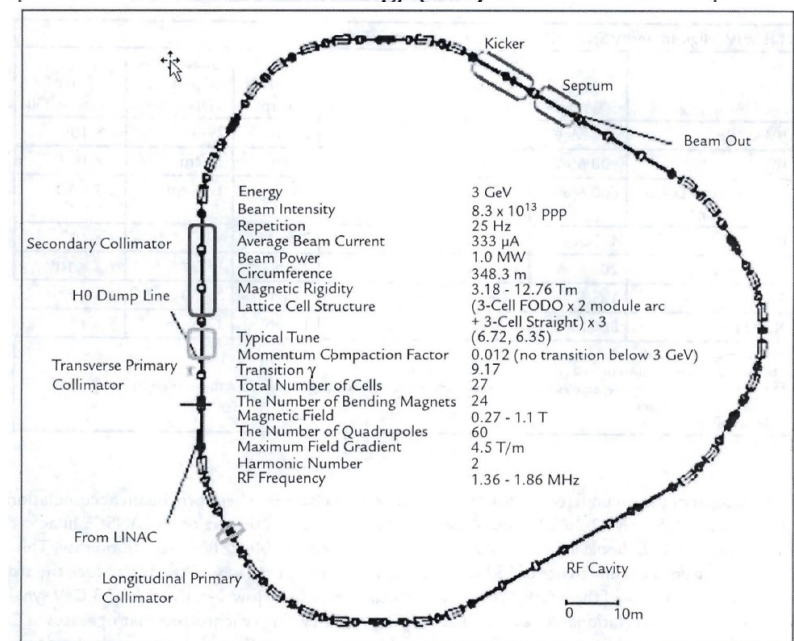 Kicker
Septum
Beam Out
Energy 3 GeV
Beam Intensity 8.3 x 10¹³ ppp
Repetition 25 Hz
Average Beam Current 333 μA
Beam Power 1.0 MW
Circumference 348.3 m
Magnetic Rigidity 3.18 - 12.76 Tm
Lattice Cell Structure (3-Cell FODO x 2 module arc
+ 3-Cell Straight) x 3
Typical Tune (6.72, 6.35)
Momentum Compaction Factor 0.012 (no transition below 3 GeV)
Transition γ 9.17
Total Number of Cells 27
The Number of Bending Magnets 24
Magnetic Field 0.27 - 1.1 T
The Number of Quadrupoles 60
Maximum Field Gradient 4.5 T/m
Harmonic Number 2
RF Frequency 1.36 - 1.86 MHz
Secondary Collimator
H0 Dump Line
Transverse Primary
Collimator
From LINAC
Longitudinal Primary
Collimator
RF Cavity
0 10m